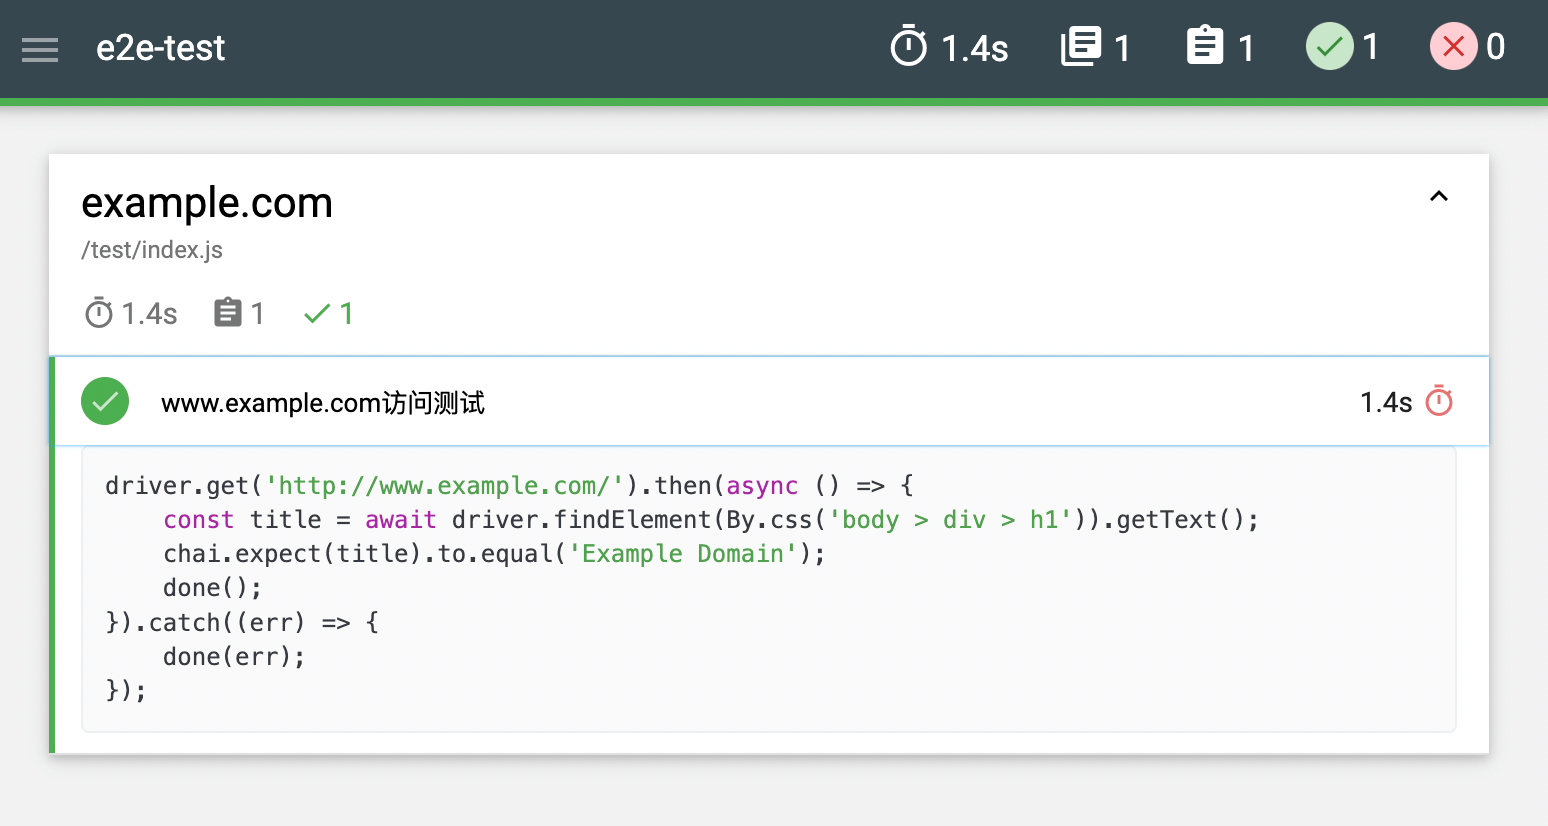 e2e-test 1.4s 1 1 1 0
example.com
/test/index.js
1.4s 1 1
www.example.com访问测试 1.4s
driver.get('http://www.example.com/').then(async () => {
    const title = await driver.findElement(By.css('body > div > h1')).getText();
    chai.expect(title).to.equal('Example Domain');
    done();
}).catch((err) => {
    done(err);
});